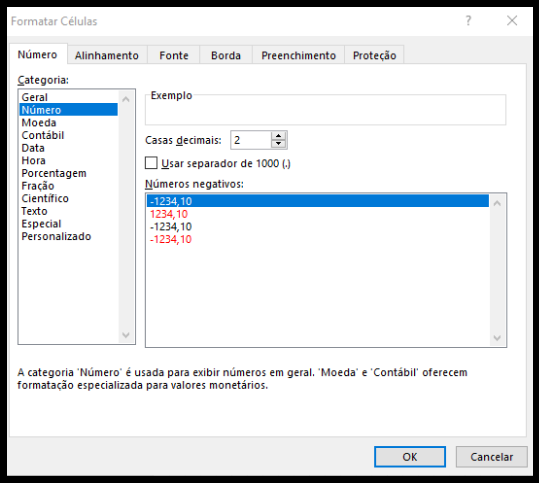 Formatar Células
? ×
Número Alinhamento Fonte Borda Preenchimento Proteção
Categoria:
Geral
Número
Moeda
Contábil
Data
Hora
Porcentagem
Fração
Científico
Texto
Especial
Personalizado
Exemplo
Casas decimais: 2
Usar separador de 1000 (.)
Números negativos:
-1234,10
1234,10
-1234,10
-1234,10
A categoria 'Número' é usada para exibir números em geral. 'Moeda' e 'Contábil' oferecem
formatação especializada para valores monetários.
OK Cancelar